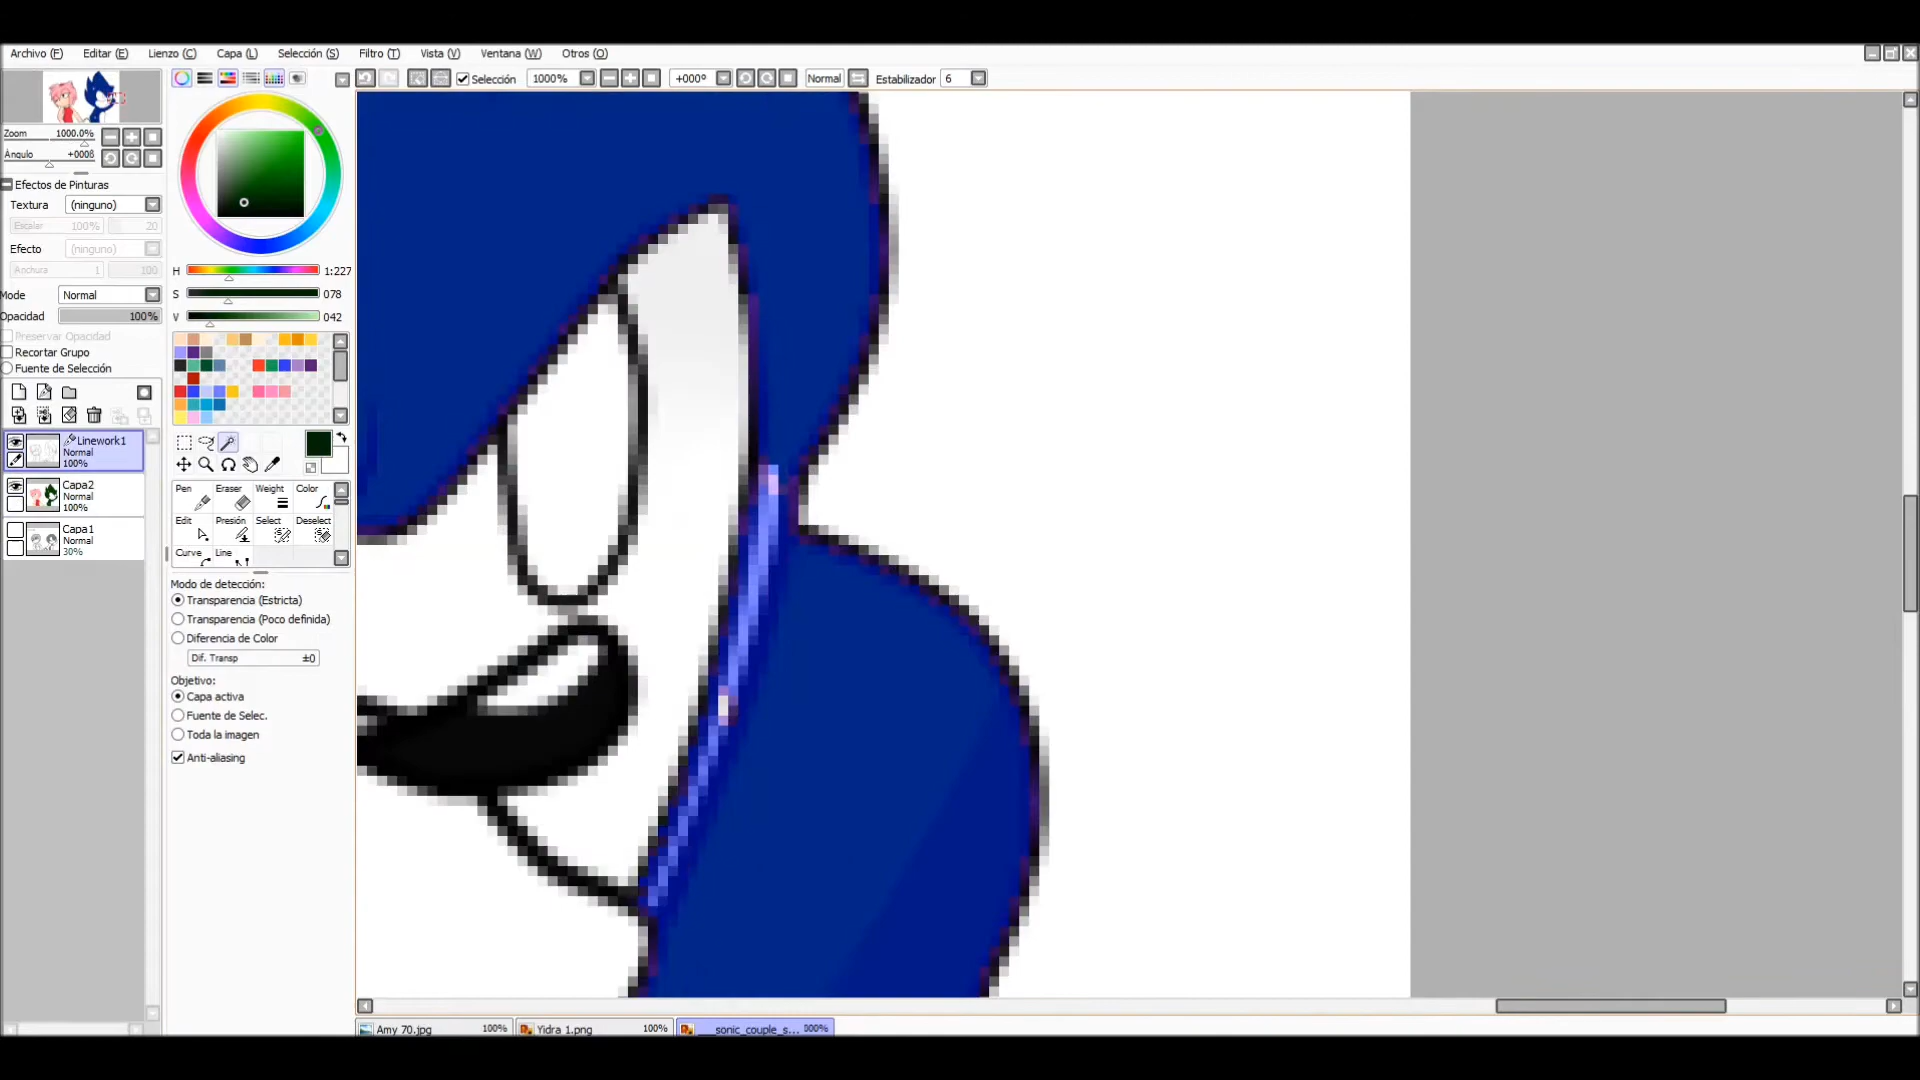 Archivo (F) Editar (E) Lienzo (C) Capa (L) Selección (S) Filtro (T) Vista (V) Ventana (W) Otros (O)
Selección 1000% +000º Normal Estabilizador 6
Zoom 1000.0%
Ángulo +000ß
Efectos de Pinturas
Textura (ninguno)
Escalar 100% 20
Efecto (ninguno)
Anchura 1 100
Mode Normal
Opacidad 100%
Preservar Opacidad
Recortar Grupo
Fuente de Selección
Linework1
Normal
100%
Capa2
Normal
100%
Capa1
Normal
30%
H 1:227
S 078
V 042
Pen Eraser Weight Color
Edit Presión Select Deselect
Curve Line
Modo de detección:
Transparencia (Estricta)
Transparencia (Poco definida)
Diferencia de Color
Dif. Transp ±0
Objetivo:
Capa activa
Fuente de Selec.
Toda la imagen
Anti-aliasing
Amy 70.jpg 100% Yidra 1.png 100% __sonic_couple_s... 000%